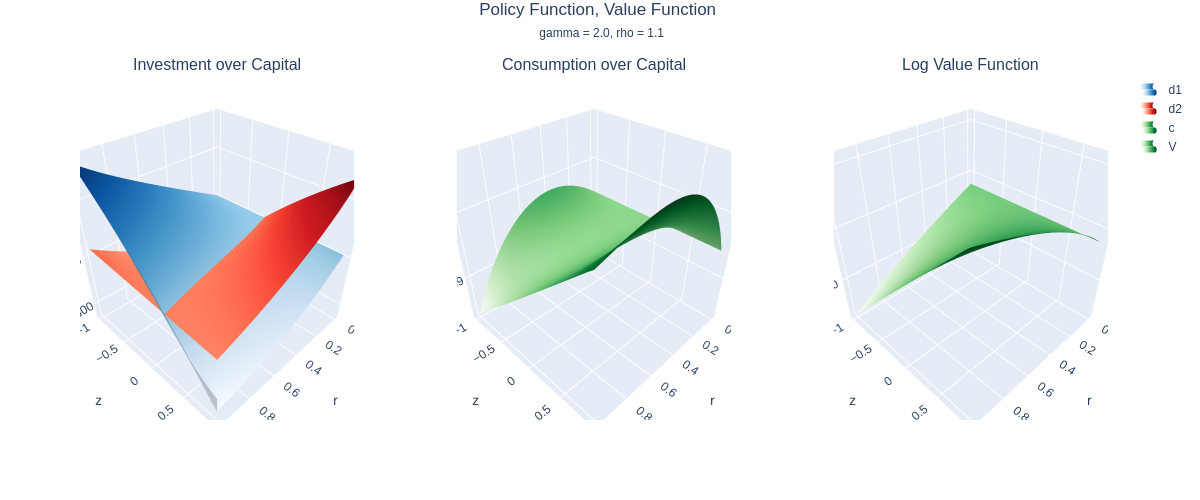 Policy Function, Value Function
gamma = 2.0, rho = 1.1
Investment over Capital
Consumption over Capital
Log Value Function
d1
d2
c
V
−1
−0.5
0
0.5
z
0
0.2
0.4
0.6
0.8
r
9
−1
−0.5
0
0.5
z
0
0.2
0.4
0.6
0.8
r
0
−1
−0.5
0
0.5
z
0
0.2
0.4
0.6
0.8
r